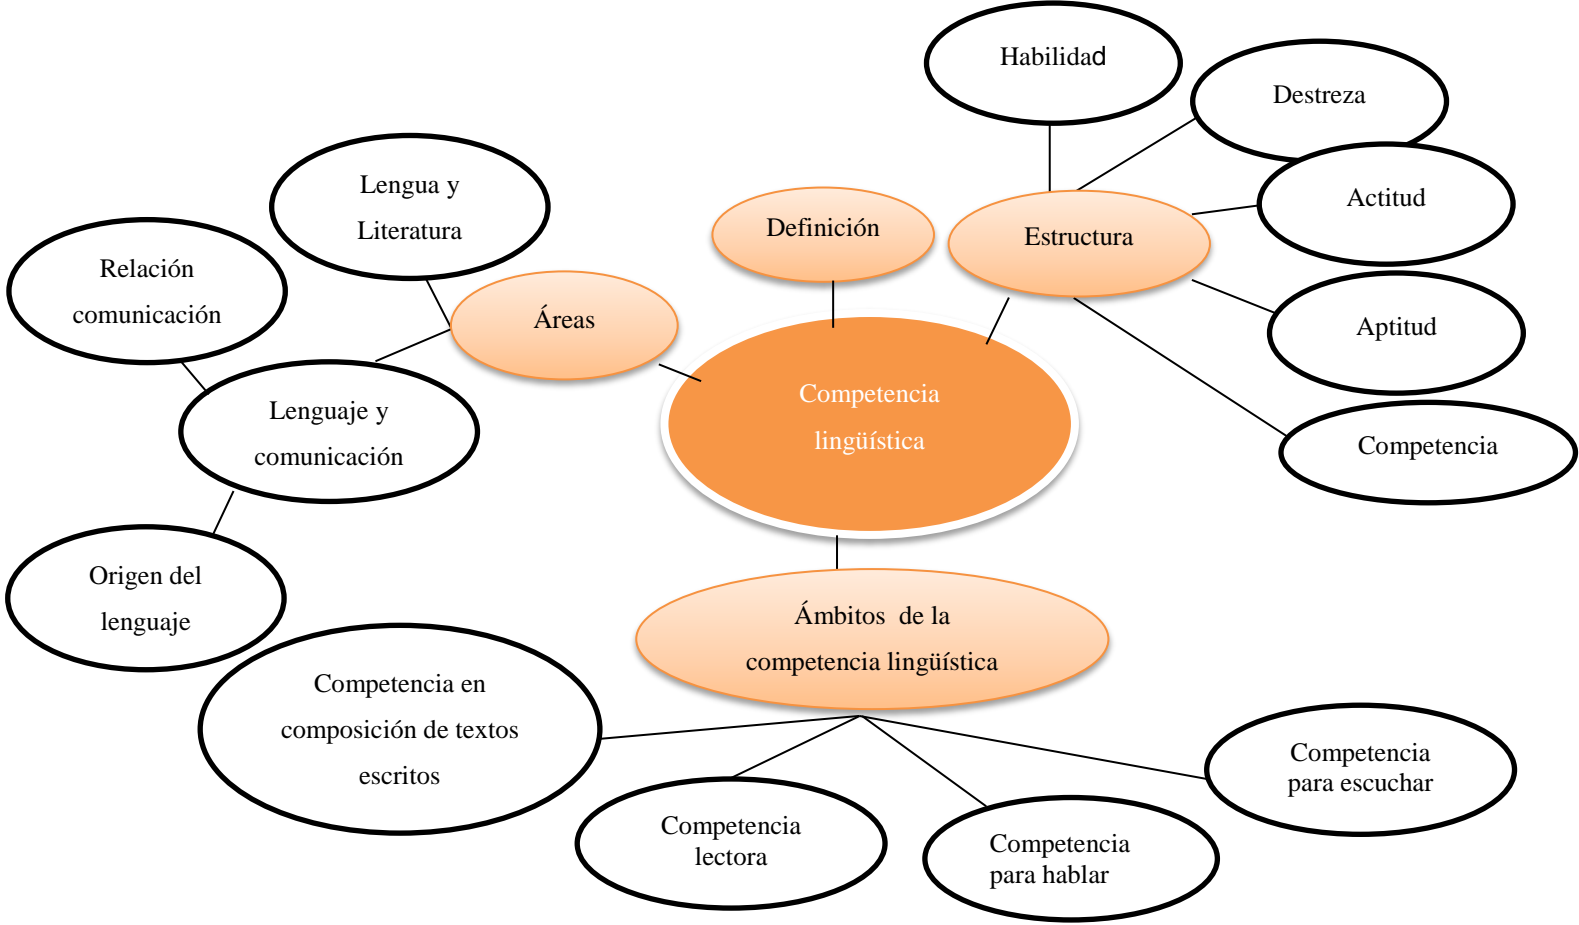 Habilidad
Destreza
Lengua y
Literatura
Actitud
Definición
Estructura
Relación
comunicación
Áreas
Aptitud
Competencia
lingüística
Lenguaje y
comunicación
Competencia
Origen del
lenguaje
Ámbitos de la
competencia lingüística
Competencia en
composición de textos
escritos
Competencia
para escuchar
Competencia
lectora
Competencia
para hablar